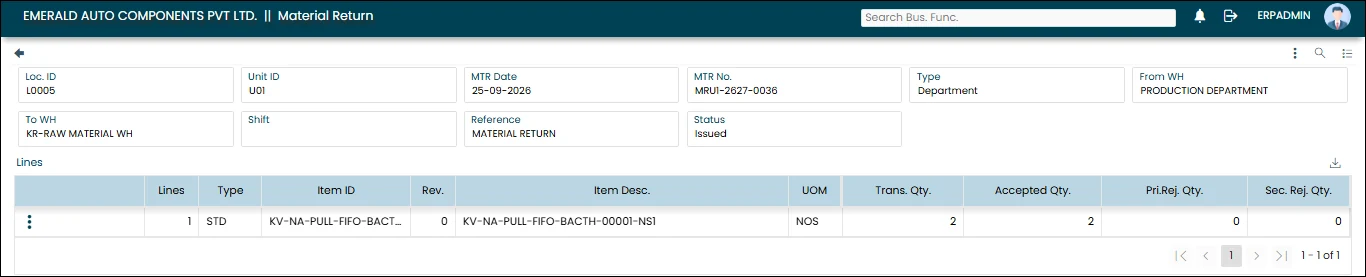 EMERALD AUTO COMPONENTS PVT LTD. || Material Return
Search Bus. Func.
ERPADMIN
Loc. ID
L0005
Unit ID
U01
MTR Date
25-09-2026
MTR No.
MRU1-2627-0036
Type
Department
From WH
PRODUCTION DEPARTMENT
To WH
KR-RAW MATERIAL WH
Shift
Reference
MATERIAL RETURN
Status
Issued
Lines
Lines Type Item ID Rev. Item Desc. UOM Trans. Qty. Accepted Qty. Pri.Rej. Qty. Sec. Rej. Qty.
1 STD KV-NA-PULL-FIFO-BACT... 0 KV-NA-PULL-FIFO-BACTH-00001-NS1 NOS 2 2 0 0
1 1 - 1 of 1